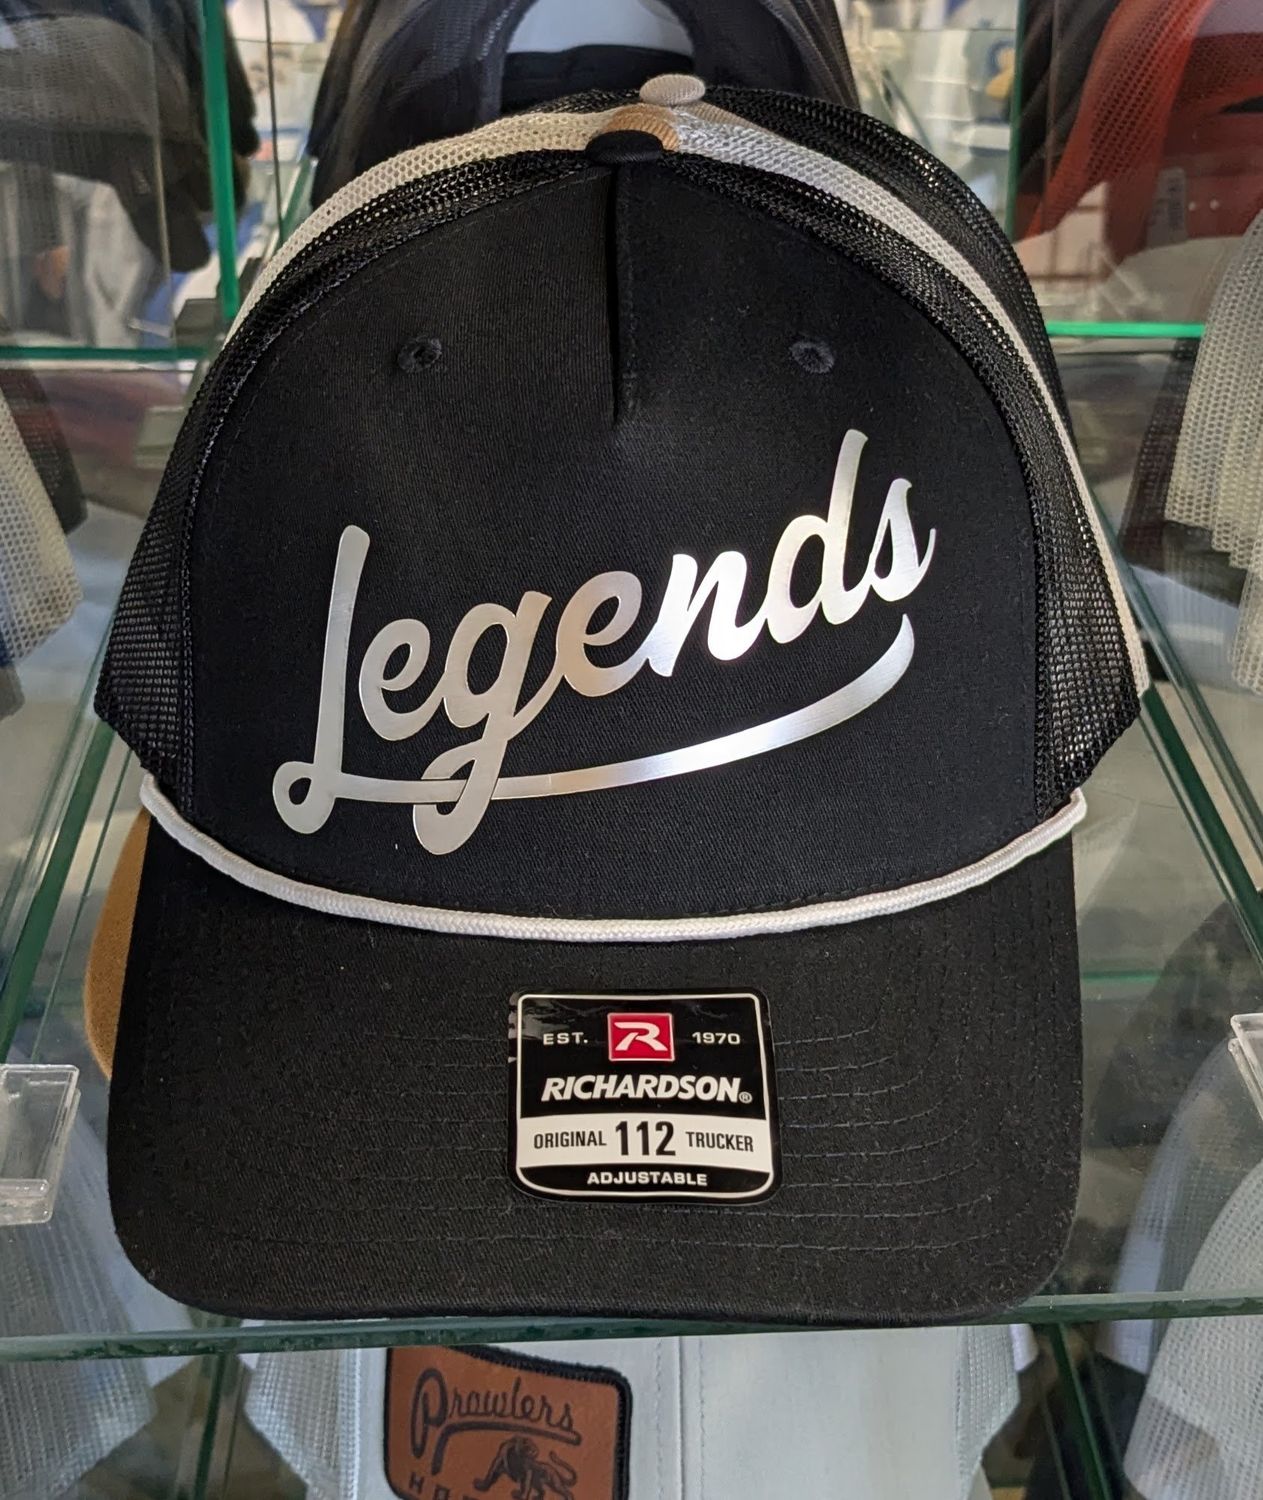 Legends
EST. R 1970
RICHARDSON®
ORIGINAL 112 TRUCKER
ADJUSTABLE
Prowlers